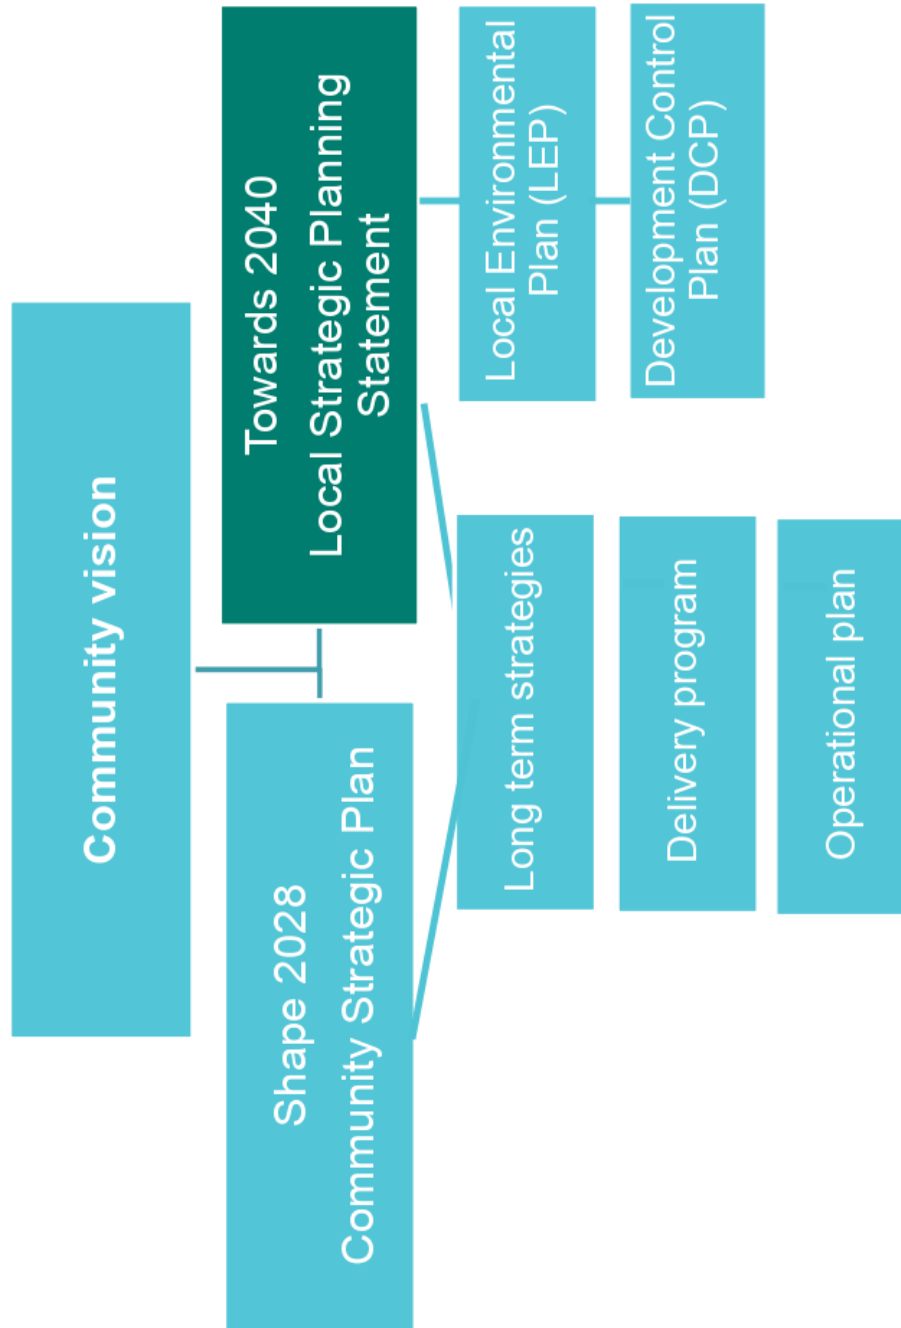 Community vision
Shape 2028
Community Strategic Plan
Towards 2040
Local Strategic Planning
Statement
Long term strategies
Delivery program
Operational plan
Local Environmental
Plan (LEP)
Development Control
Plan (DCP)